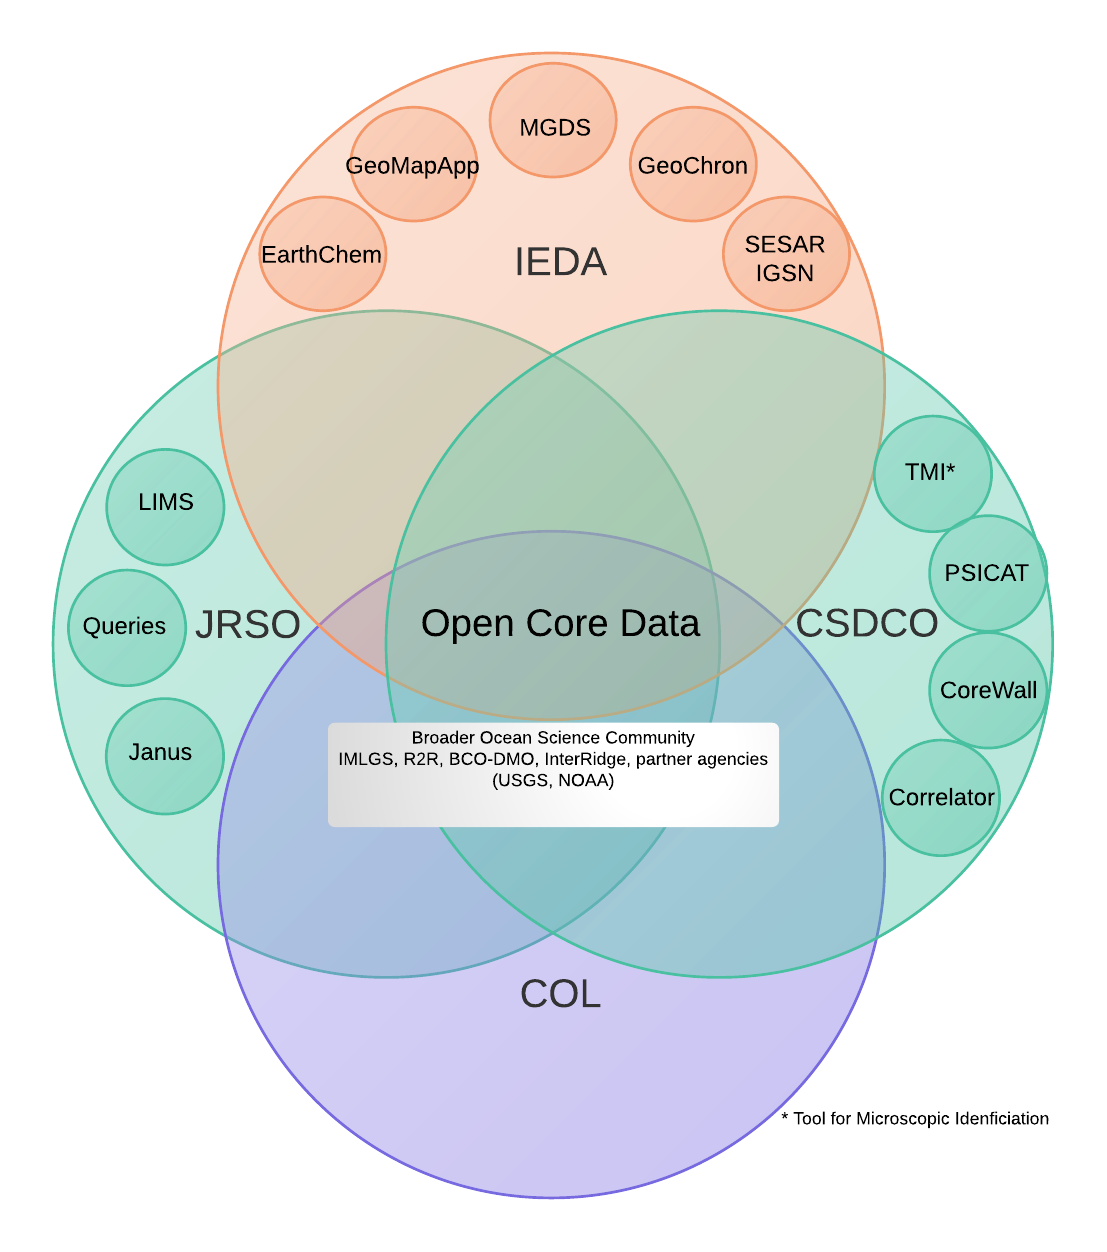 MGDS
GeoMapApp
GeoChron
EarthChem
SESAR
IGSN
IEDA
TMI*
LIMS
PSICAT
Queries
JRSO
Open Core Data
CSDCO
CoreWall
Janus
Broader Ocean Science Community
IMLGS, R2R, BCO-DMO, InterRidge, partner agencies
(USGS, NOAA)
Correlator
COL
* Tool for Microscopic Idenficiation